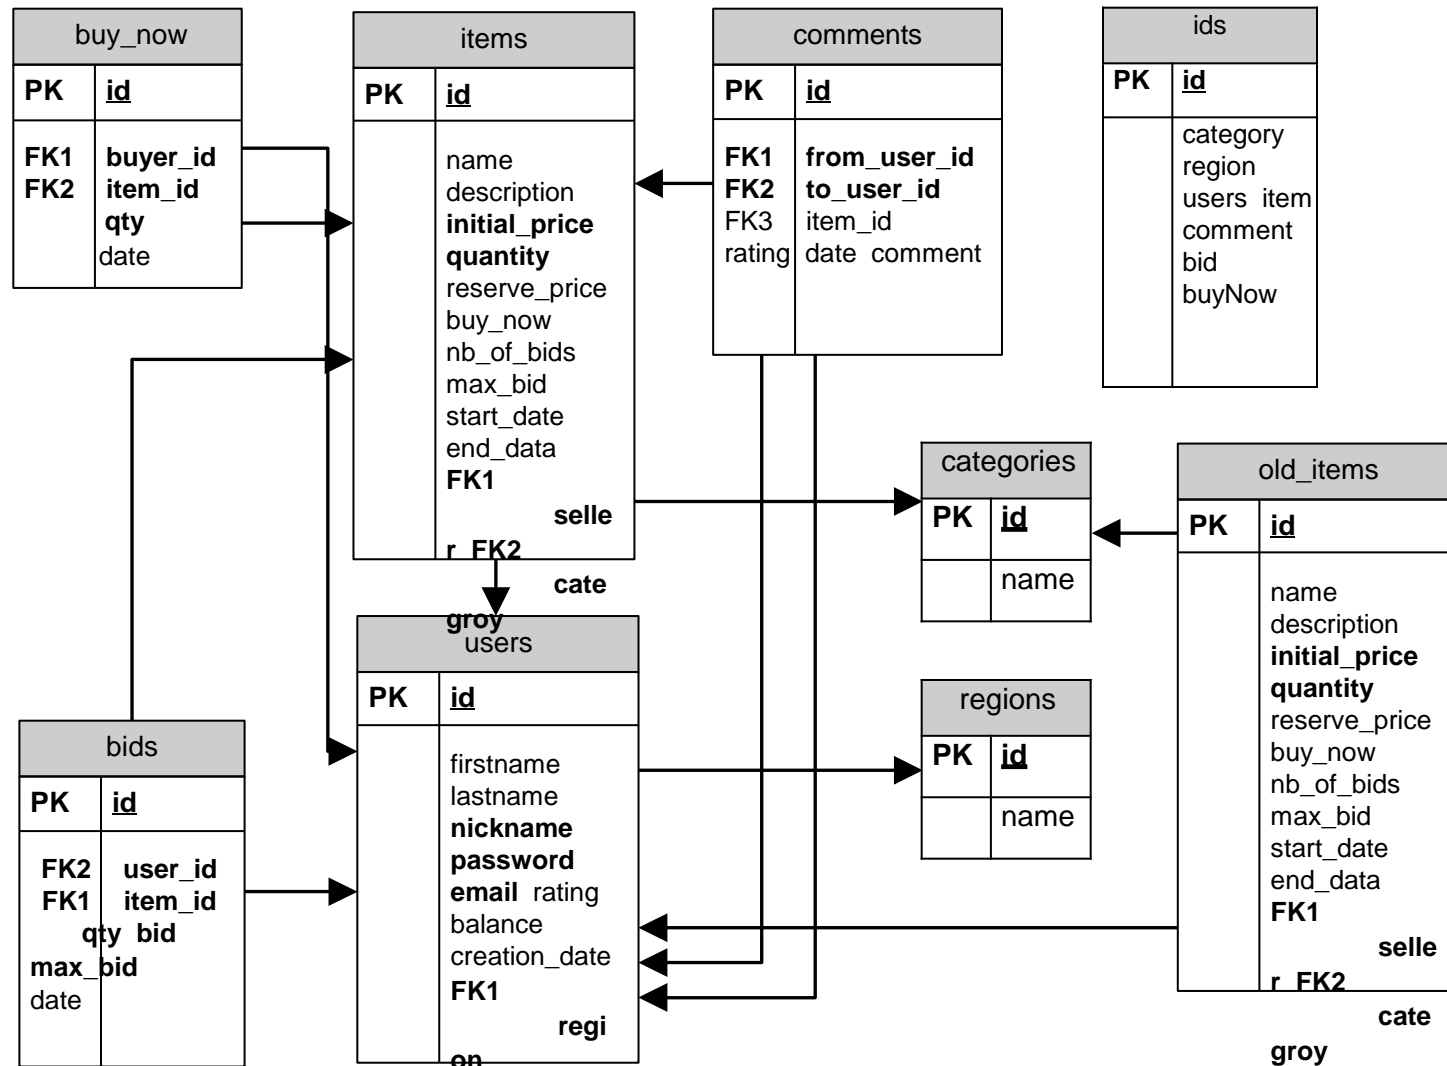 buy_now
PK id
FK1 buyer_id
FK2 item_id
qty
date
items
PK id
name
description
initial_price
quantity
reserve_price
buy_now
nb_of_bids
max_bid
start_date
end_data
FK1
selle
r FK2
cate
groy
comments
PK id
FK1 from_user_id
FK2 to_user_id
FK3 item_id
rating date comment
ids
PK id
category
region
users item
comment
bid
buyNow
categories
PK id
name
old_items
PK id
name
description
initial_price
quantity
reserve_price
buy_now
nb_of_bids
max_bid
start_date
end_data
FK1
selle
r FK2
cate
groy
users
PK id
firstname
lastname
nickname
password
email rating
balance
creation_date
FK1
regi
on
regions
PK id
name
bids
PK id
FK2 user_id
FK1 item_id
qty bid
max_bid
date